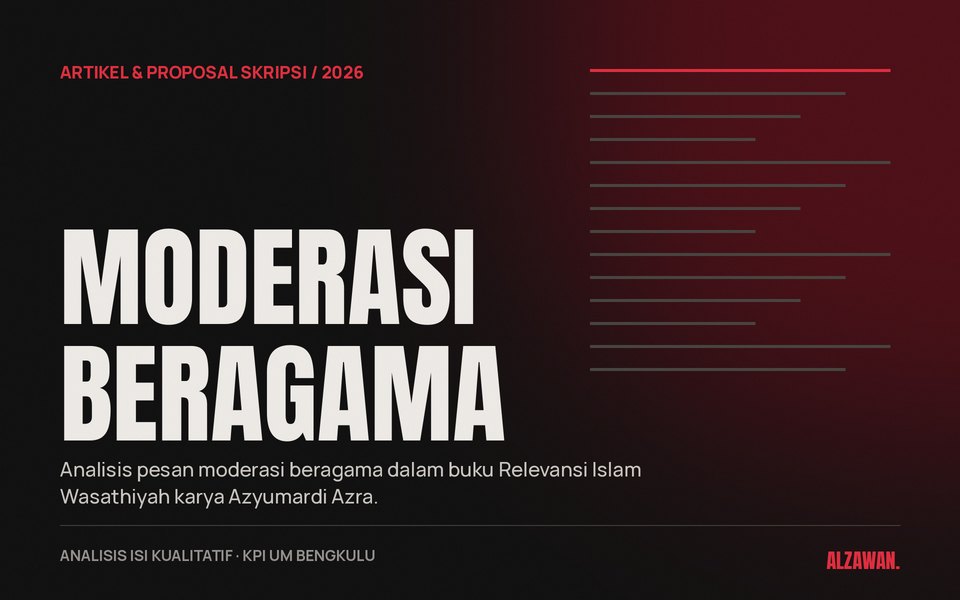 ARTIKEL & PROPOSAL SKRIPSI / 2026
MODERASI
BERAGAMA
Analisis pesan moderasi beragama dalam buku Relevansi Islam
Wasathiyah karya Azyumardi Azra.
ANALISIS ISI KUALITATIF · KPI UM BENGKULU
ALZAWAN.